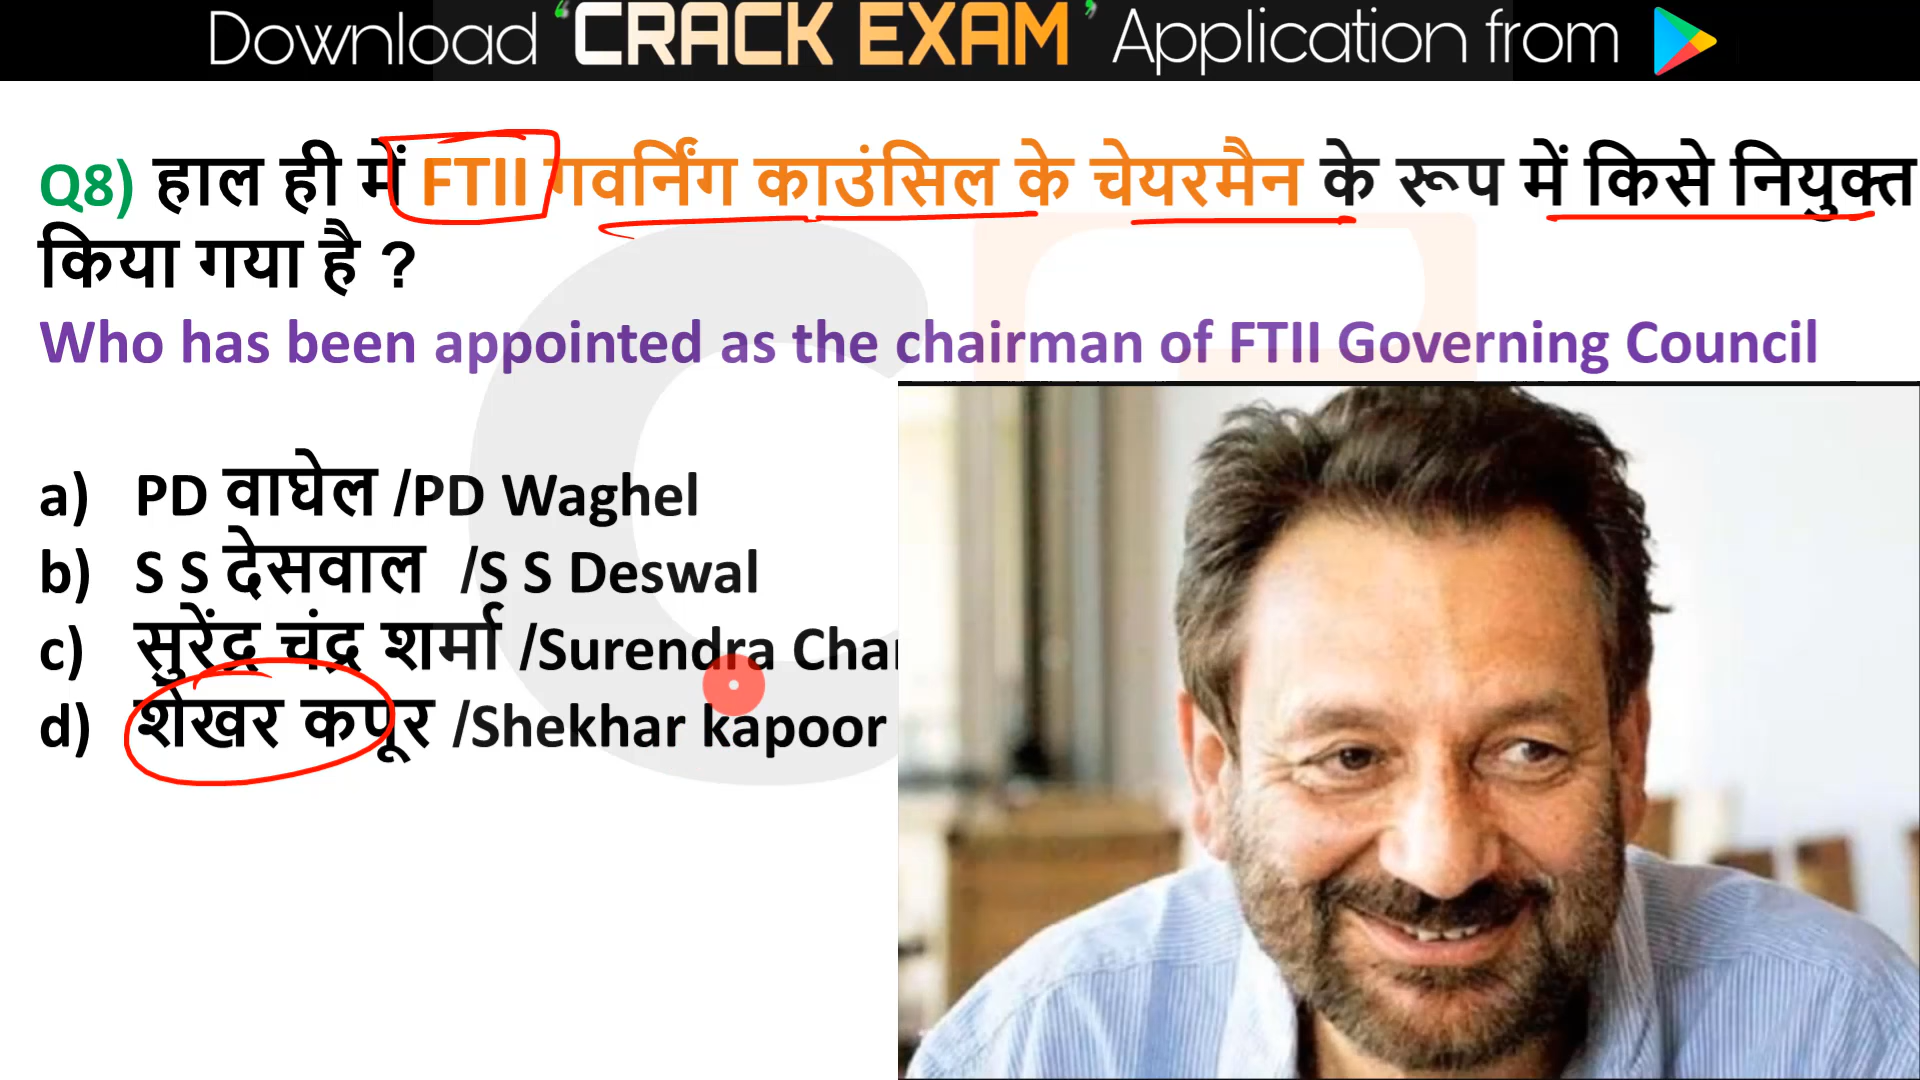 Download ‘CRACK EXAM’ Application from
Q8) हाल ही में FTII गवर्निंग काउंसिल के चेयरमैन के रूप में किसे नियुक्त
किया गया है ?
Who has been appointed as the chairman of FTII Governing Council
a) PD वाघेल /PD Waghel
b) S S देसवाल /S S Deswal
c) सुरेंद्र चंद्र शर्मा /Surendra
d) शेखर कपूर /Shekhar kapoor